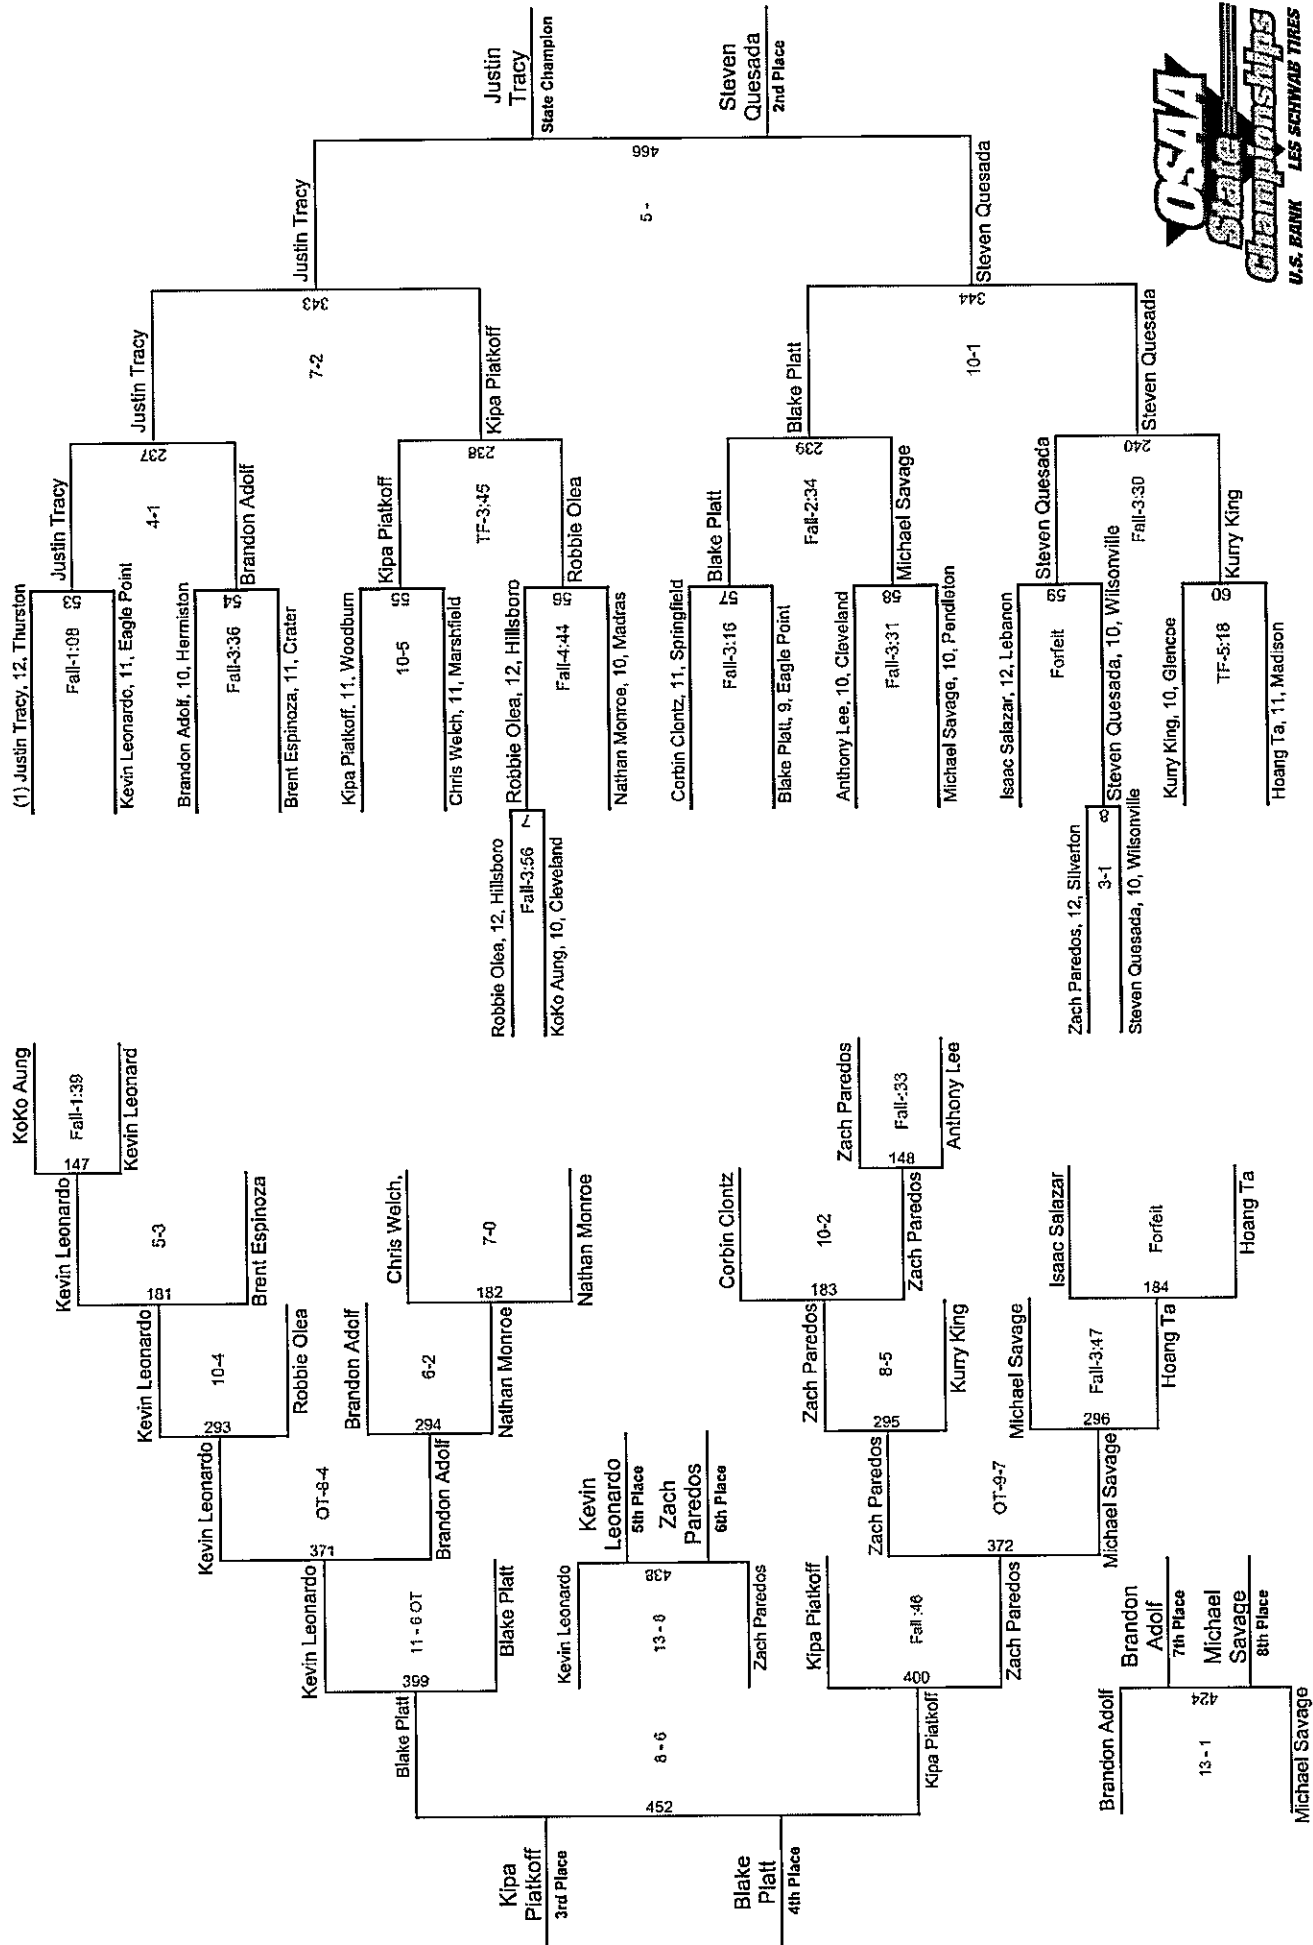 (1) Justin Tracy, 12, Thurston
53
Fall-1:08
Kevin Leonardo, 11, Eagle Point
Justin Tracy
237
4-1
Brandon Adolf, 10, Hermiston
54
Fall-3:36
Brent Espinoza, 11, Crater
Brandon Adolf
Justin Tracy
343
7-2
Kipa Piatkoff, 11, Woodburn
55
10-5
Chris Welch, 11, Marshfield
Kipa Piatkoff
238
TF-3:45
Robbie Olea, 12, Hillsboro
7
Fall-3:56
KoKo Aung, 10, Cleveland
Robbie Olea, 12, Hillsboro
56
Fall-4:44
Nathan Monroe, 10, Madras
Robbie Olea
Kipa Piatkoff
Justin Tracy
466
5 -
Corbin Clontz, 11, Springfield
57
Fall-3:16
Blake Platt, 9, Eagle Point
Blake Platt
239
Fall-2:34
Anthony Lee, 10, Cleveland
58
Fall-3:31
Michael Savage, 10, Pendleton
Michael Savage
Blake Platt
344
10-1
Isaac Salazar, 12, Lebanon
59
Forfeit
Zach Paredos, 12, Silverton
8
3-1
Steven Quesada, 10, Wilsonville
Steven Quesada, 10, Wilsonville
Steven Quesada
240
Fall-3:30
Kurry King, 10, Glencoe
60
TF-5:18
Hoang Ta, 11, Madison
Kurry King
Steven Quesada
Steven Quesada
Justin
Tracy
State Champion
Steven
Quesada
2nd Place
KoKo Aung
147
Fall-1:39
Kevin Leonard
Kevin Leonardo
181
5-3
Brent Espinoza
Kevin Leonardo
293
10-4
Robbie Olea
Kevin Leonardo
371
OT-8-4
Chris Welch,
182
7-0
Nathan Monroe
Brandon Adolf
294
6-2
Nathan Monroe
Brandon Adolf
Kevin Leonardo
399
11 - 6 OT
Blake Platt
Blake Platt
452
8 - 6
Corbin Clontz
183
10-2
Zach Paredos
148
Fall-:33
Anthony Lee
Zach Paredos
Zach Paredos
295
8-5
Kurry King
Zach Paredos
372
OT-9-7
Isaac Salazar
184
Forfeit
Hoang Ta
Michael Savage
296
Fall-3:47
Hoang Ta
Michael Savage
Kipa Piatkoff
400
Fall :46
Zach Paredos
Kipa Piatkoff
Kipa
Piatkoff
3rd Place
Blake
Platt
4th Place
Kevin Leonardo
438
13 - 8
Zach Paredos
Kevin
Leonardo
5th Place
Zach
Paredos
6th Place
Brandon Adolf
424
13 - 1
Michael Savage
Brandon
Adolf
7th Place
Michael
Savage
8th Place
OSAA
State
Championships
U.S. BANK LES SCHWAB TIRES